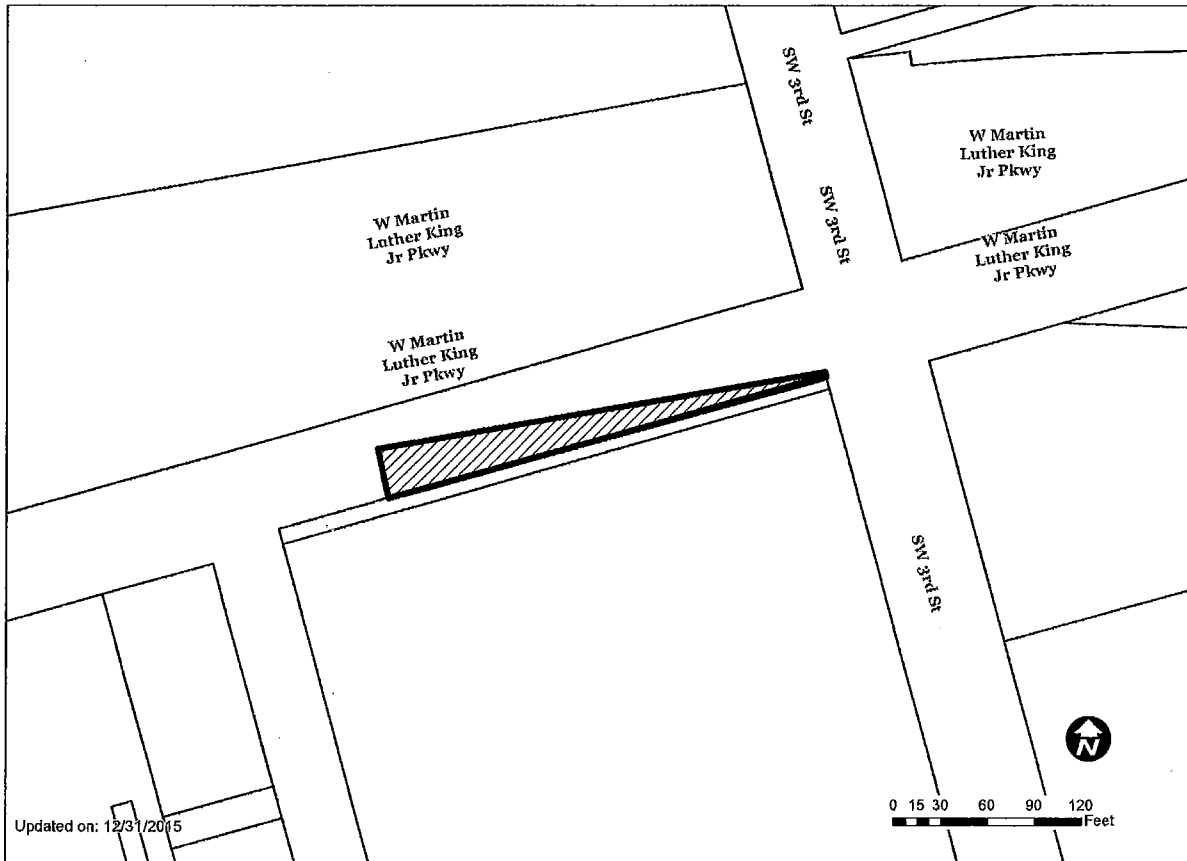 SW 3rd St
W Martin
Luther King
Jr Pkwy
W Martin
Luther King
Jr Pkwy
SW 3rd St
W Martin
Luther King
Jr Pkwy
W Martin
Luther King
Jr Pkwy
SW 3rd St
N
Updated on: 12/31/2015
0 15 30 60 90 120
Feet